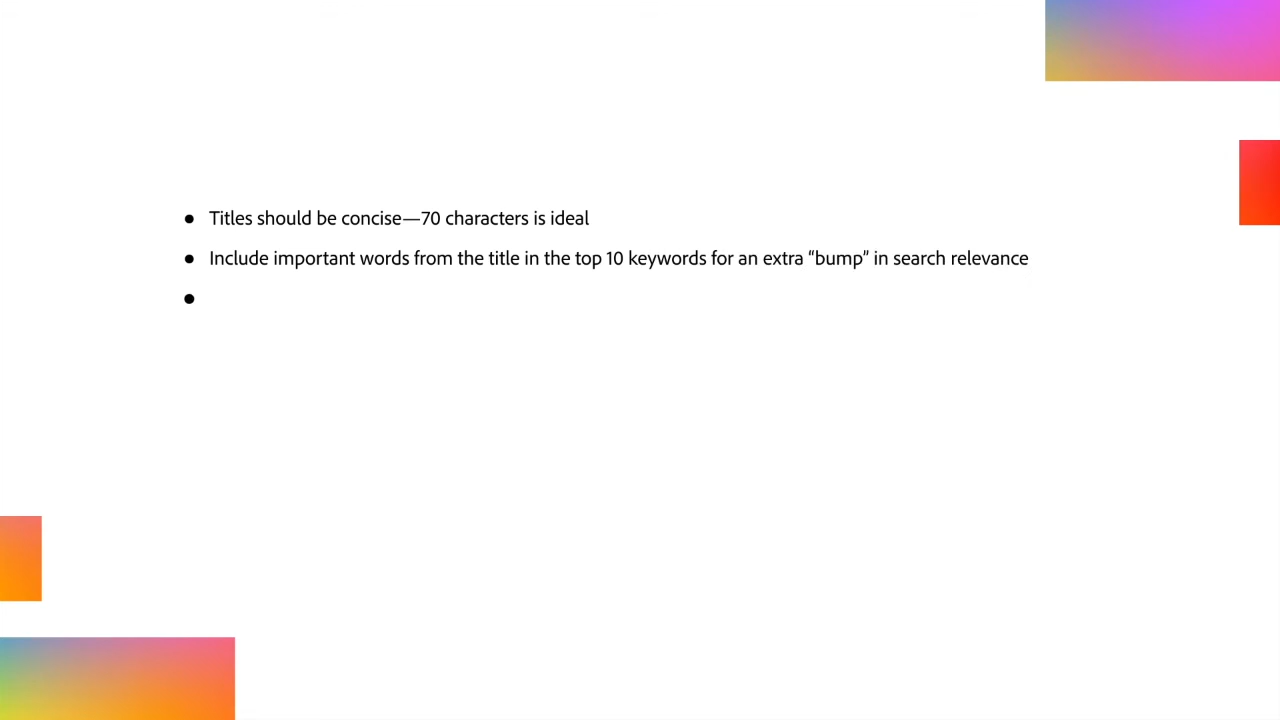 ● Titles should be concise—70 characters is ideal
● Include important words from the title in the top 10 keywords for an extra “bump” in search relevance
●